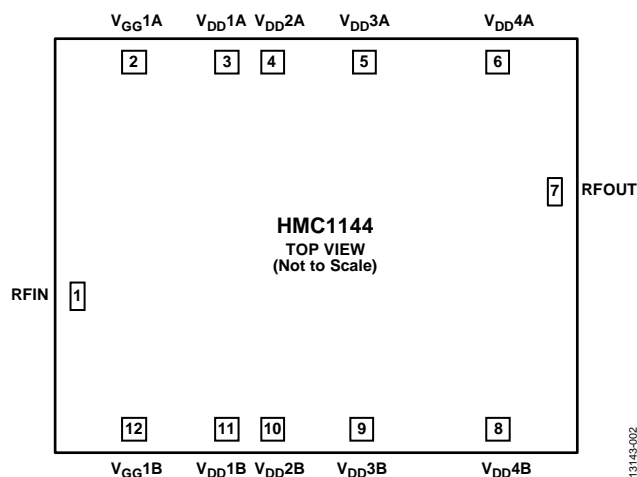 VGG1A VDD1A VDD2A VDD3A VDD4A
2 3 4 5 6
7 RFOUT
HMC1144
TOP VIEW
(Not to Scale)
RFIN 1
12 11 10 9 8
VGG1B VDD1B VDD2B VDD3B VDD4B
13143-002